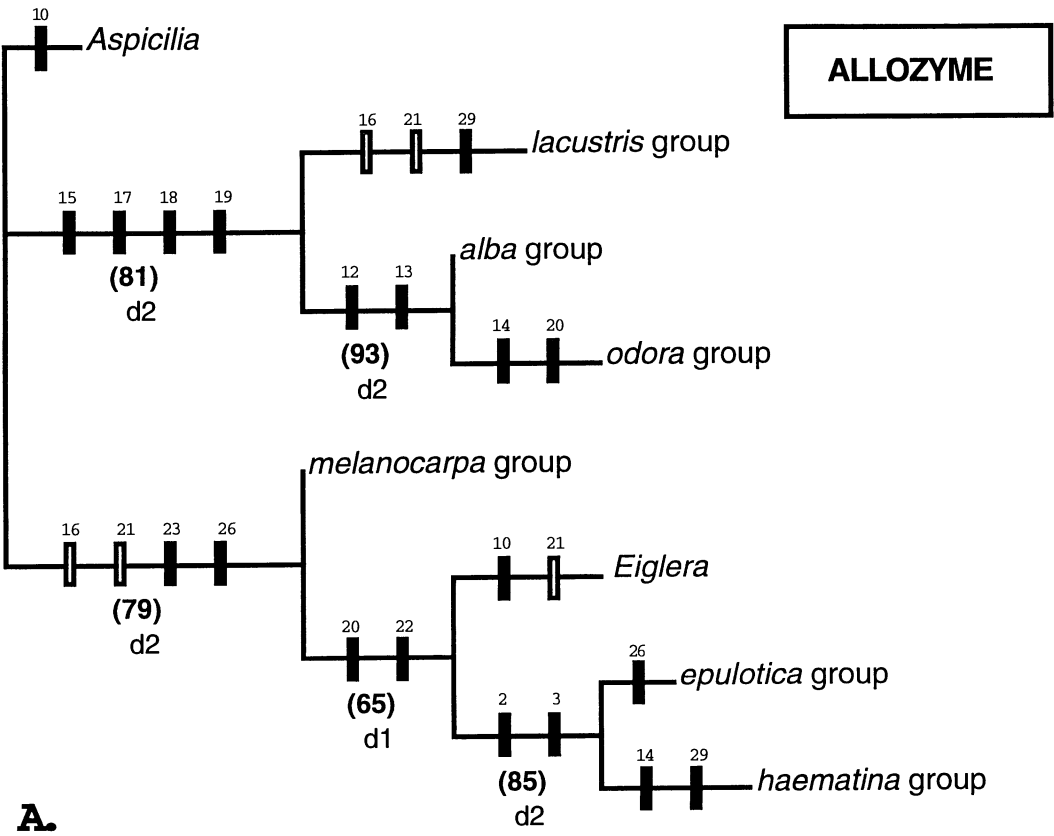 10
Aspicilia
ALLOZYME
16 21 29
lacustris group
15 17 18 19
(81)
d2
alba group
12 13
(93)
d2
14 20
odora group
melanocarpa group
16 21 23 26
(79)
d2
10 21
Eiglera
20 22
(65)
d1
26
epulotica group
2 3
(85)
d2
14 29
haematina group
A.